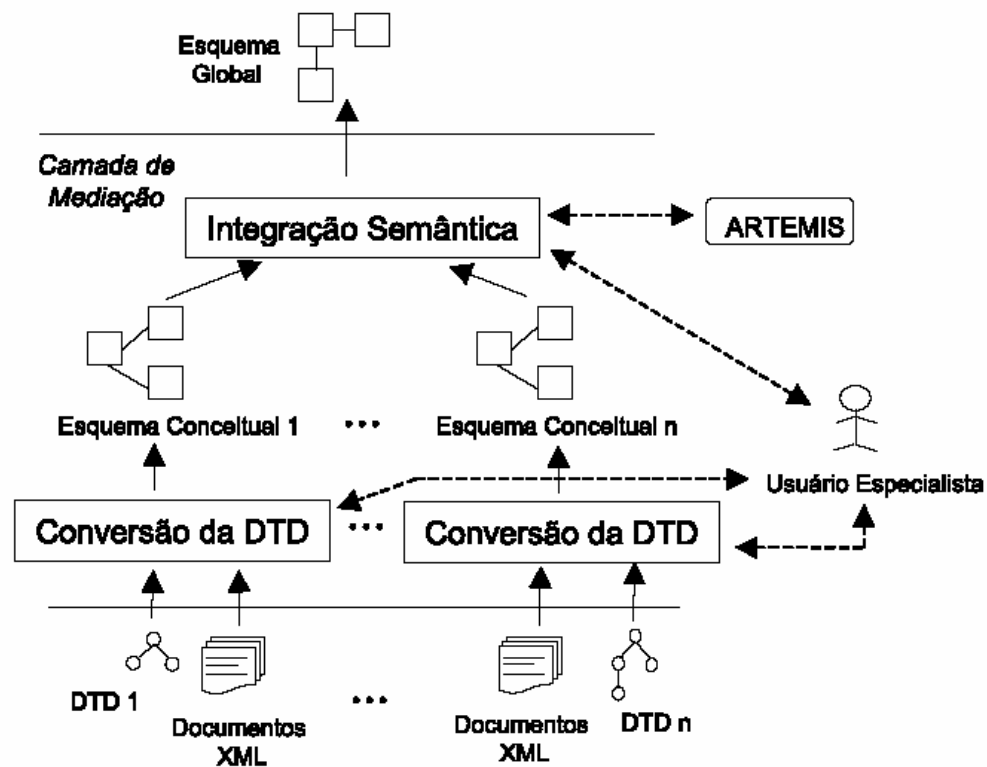 Esquema
Global
Camada de
Mediação
Integração Semântica
ARTEMIS
Esquema Conceitual 1
...
Esquema Conceitual n
Usuário Especialista
Conversão da DTD
...
Conversão da DTD
DTD 1
Documentos
XML
...
Documentos
XML
DTD n